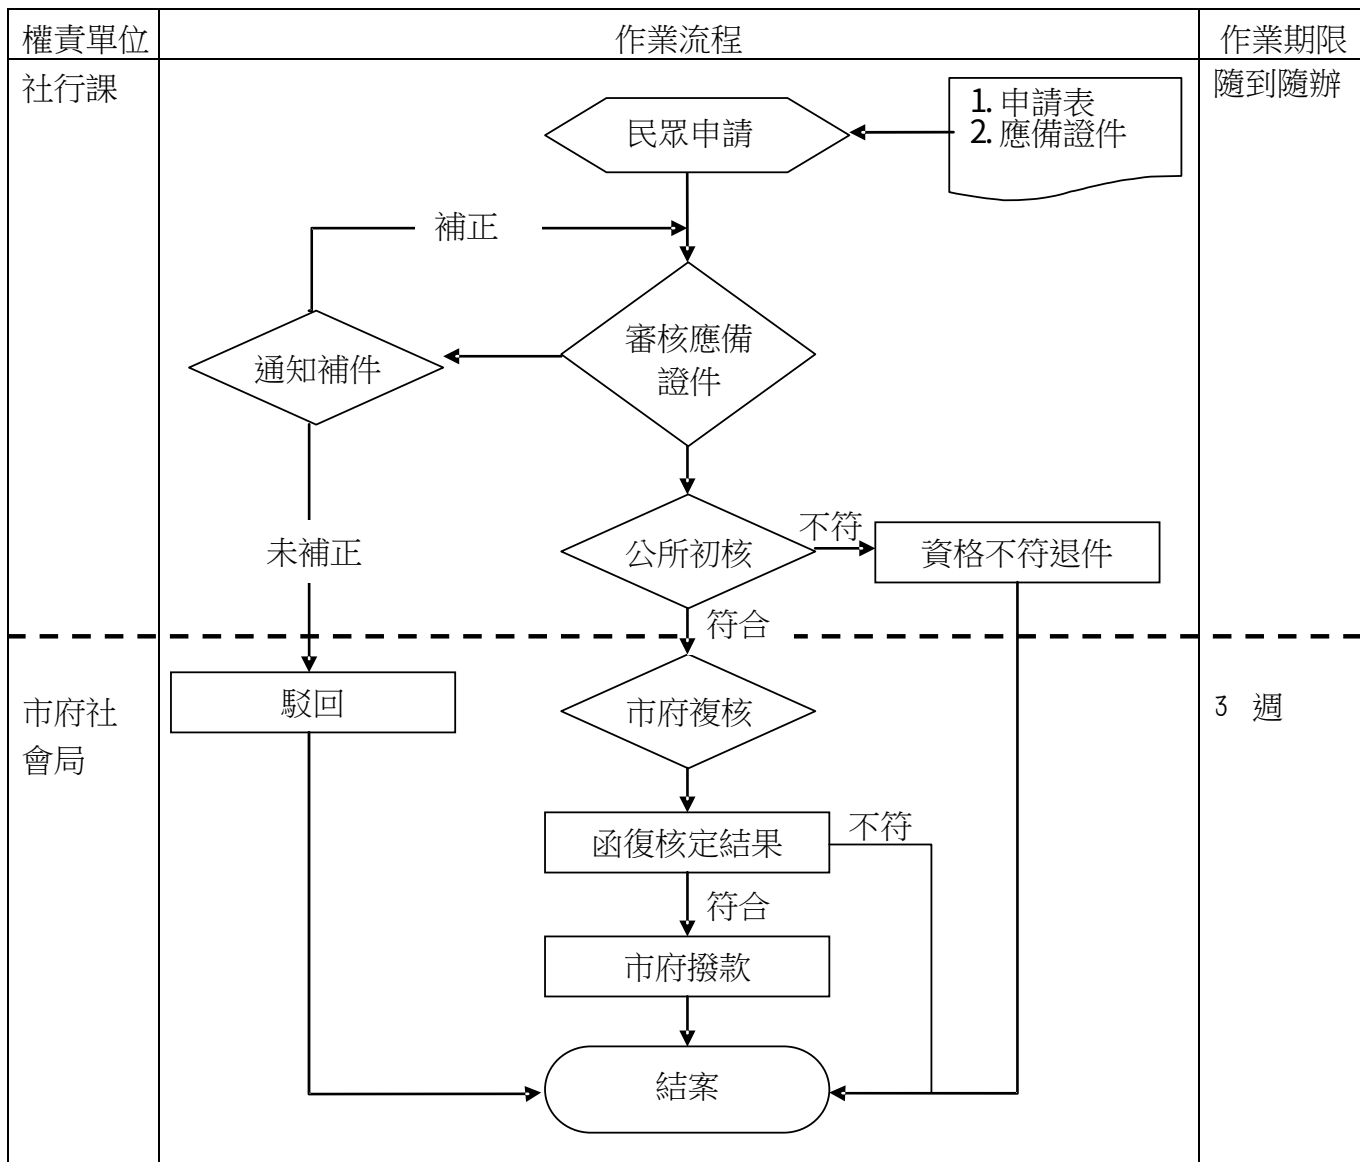 權責單位
作業流程
作業期限
社行課
隨到隨辦
1. 申請表
2. 應備證件
民眾申請
補正
審核應備
證件
通知補件
不符
未補正
公所初核
資格不符退件
符合
市府社
會局
駁回
市府複核
3 週
不符
函復核定結果
符合
市府撥款
結案